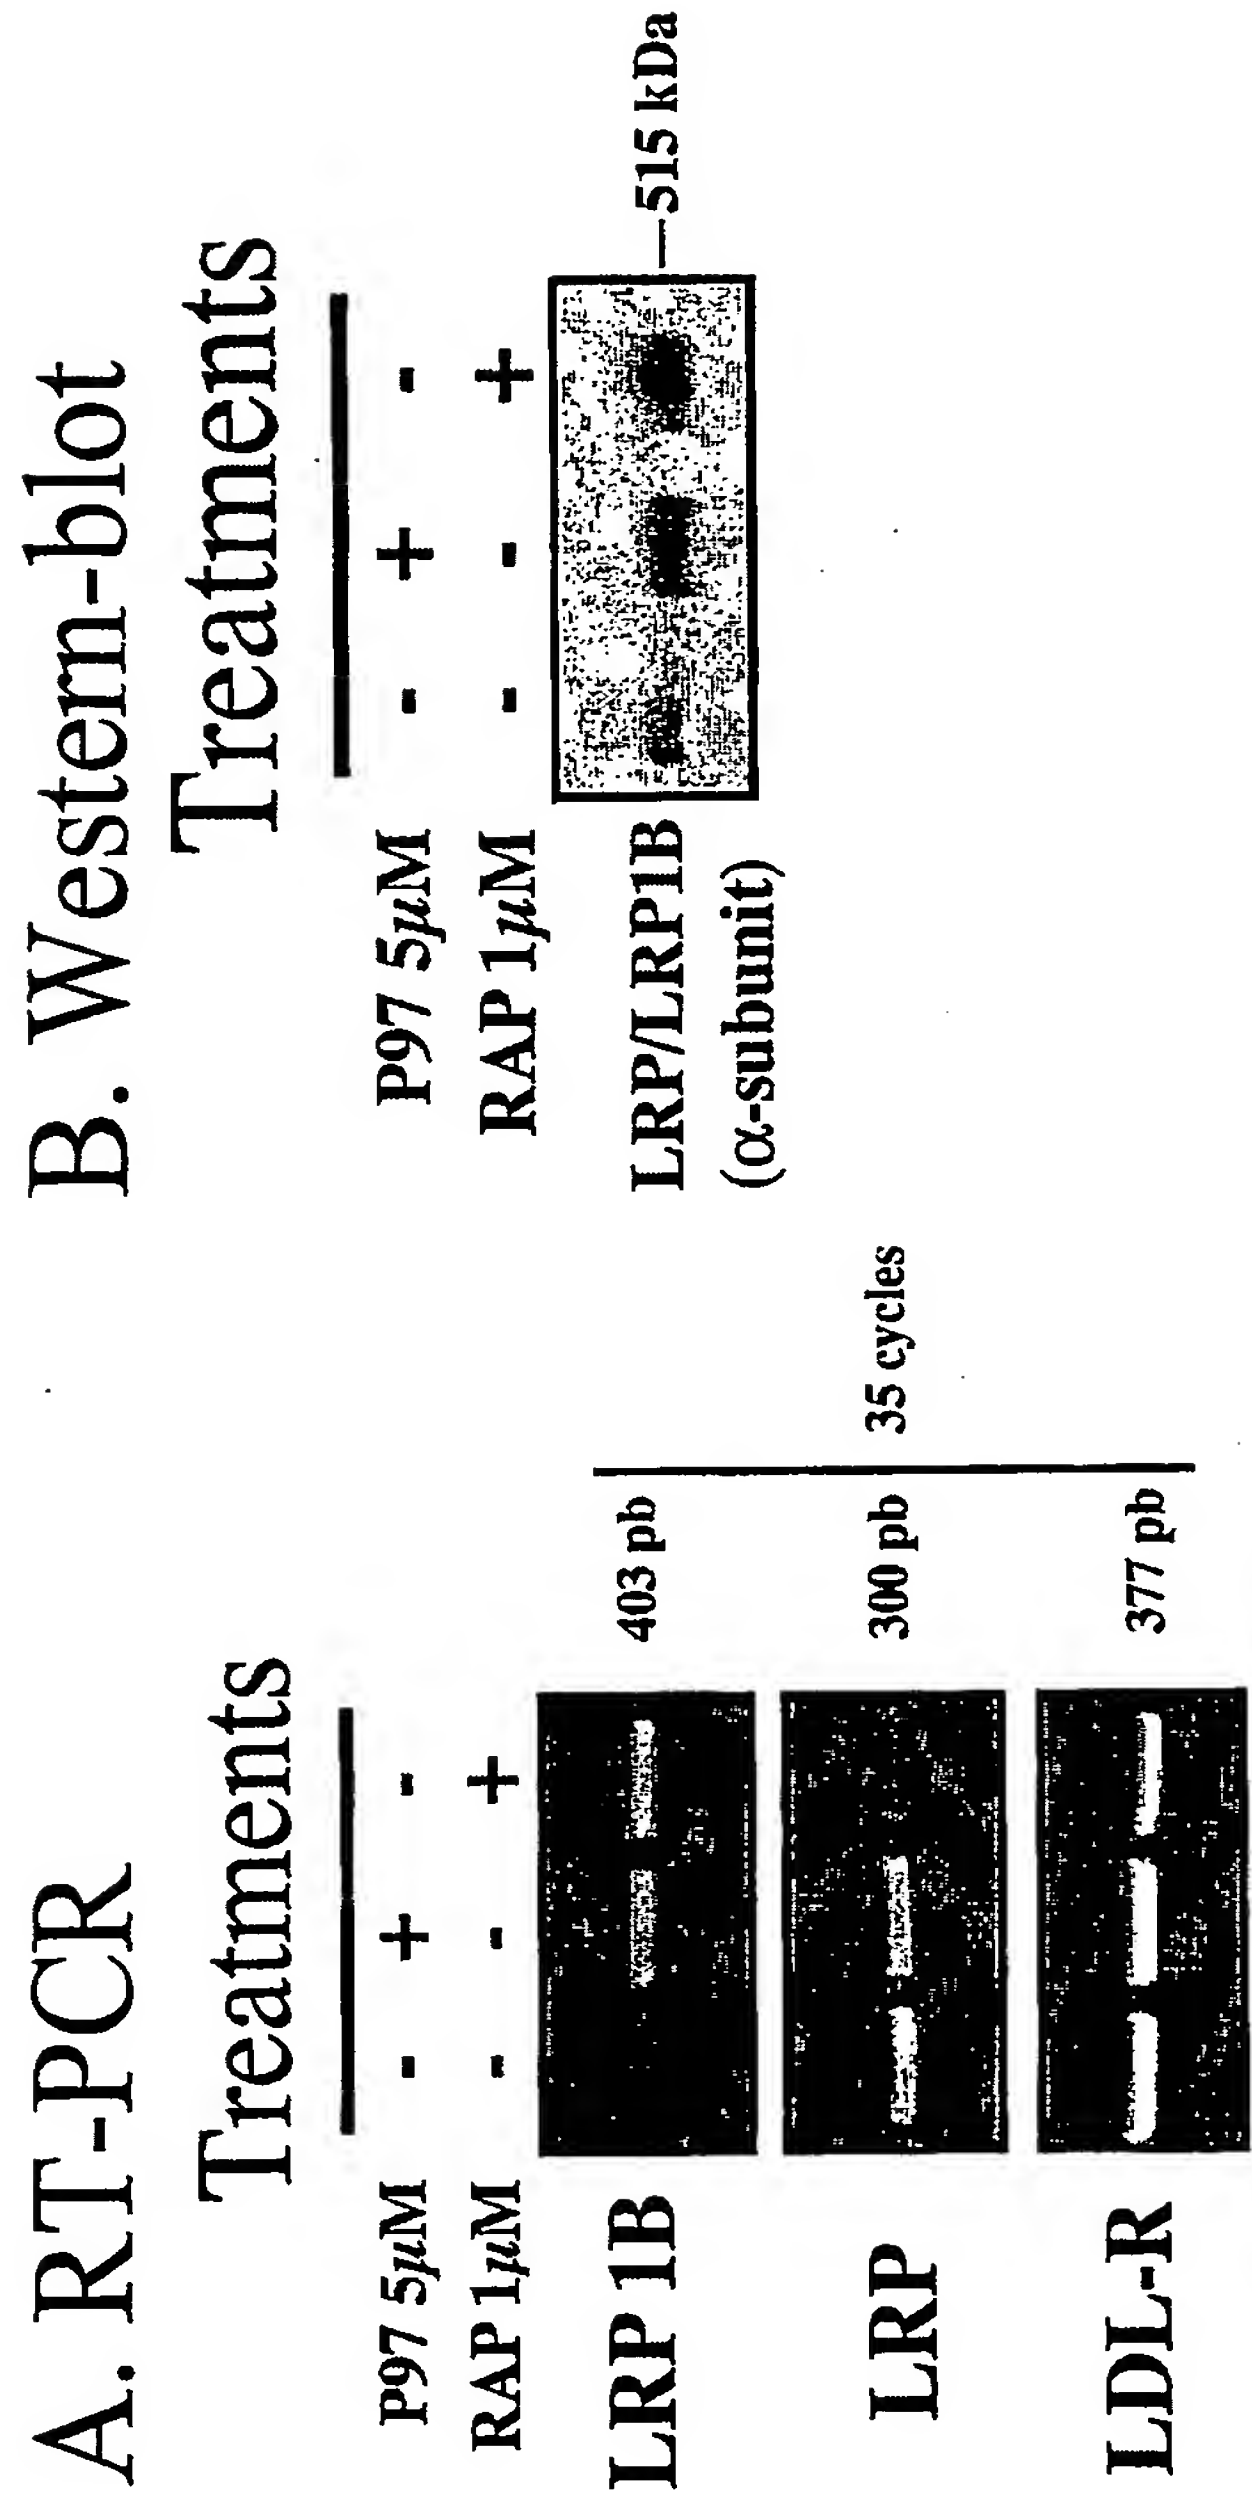 A. RT-PCR
Treatments
P97 5µM - + -
RAP 1µM - - +
LRP 1B 403 pb
LRP 300 pb
LDL-R 377 pb
35 cycles
B. Western-blot
Treatments
P97 5µM - + -
RAP 1µM - - +
LRP/LRP1B 515 kDa
(α-subunit)